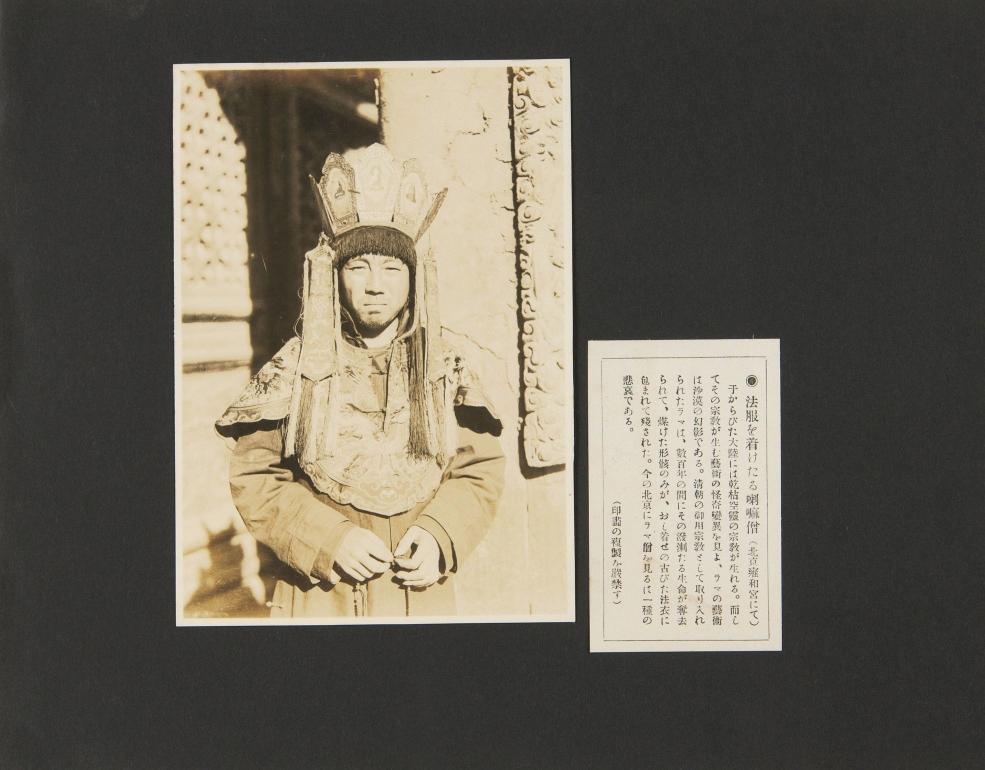 ◉ 法服を着けたる喇嘛僧（北京雍和宮にて）
干からびた大陸には乾枯空靈の宗敎が生れる。而し
てその宗敎が生む藝術の怪奇變異を見よ、ラマの藝術
は沙漠の幻影である。清朝の御用宗敎として取り入れ
られたラマは、數百年の間にその潑溂たる生命が奪去
られて、煤けた形骸のみが、お仕着せの古びた法衣に
包まれて殘された。今の北京にラマ僧を見るは一種の
悲哀である。
（印畫の複製を嚴禁す）